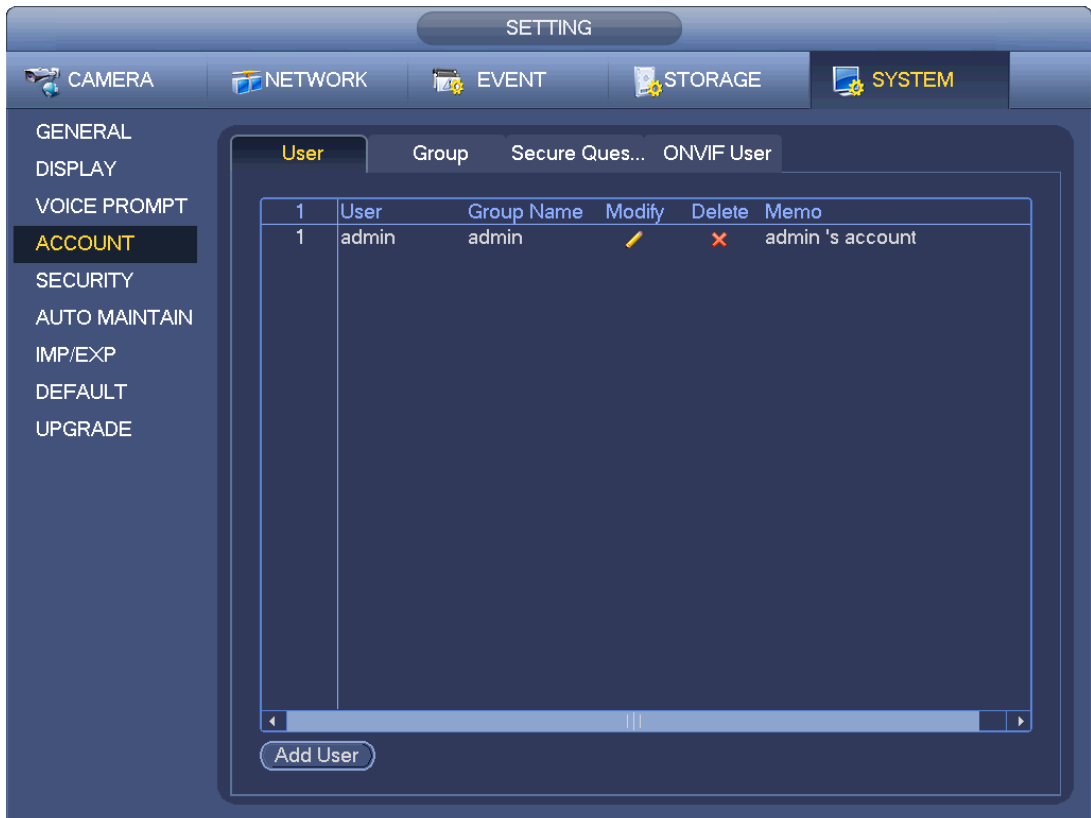 SETTING
CAMERA NETWORK EVENT STORAGE SYSTEM
GENERAL
DISPLAY
VOICE PROMPT
ACCOUNT
SECURITY
AUTO MAINTAIN
IMP/EXP
DEFAULT
UPGRADE
User Group Secure Ques... ONVIF User
1 User Group Name Modify Delete Memo
1 admin admin admin 's account
Add User